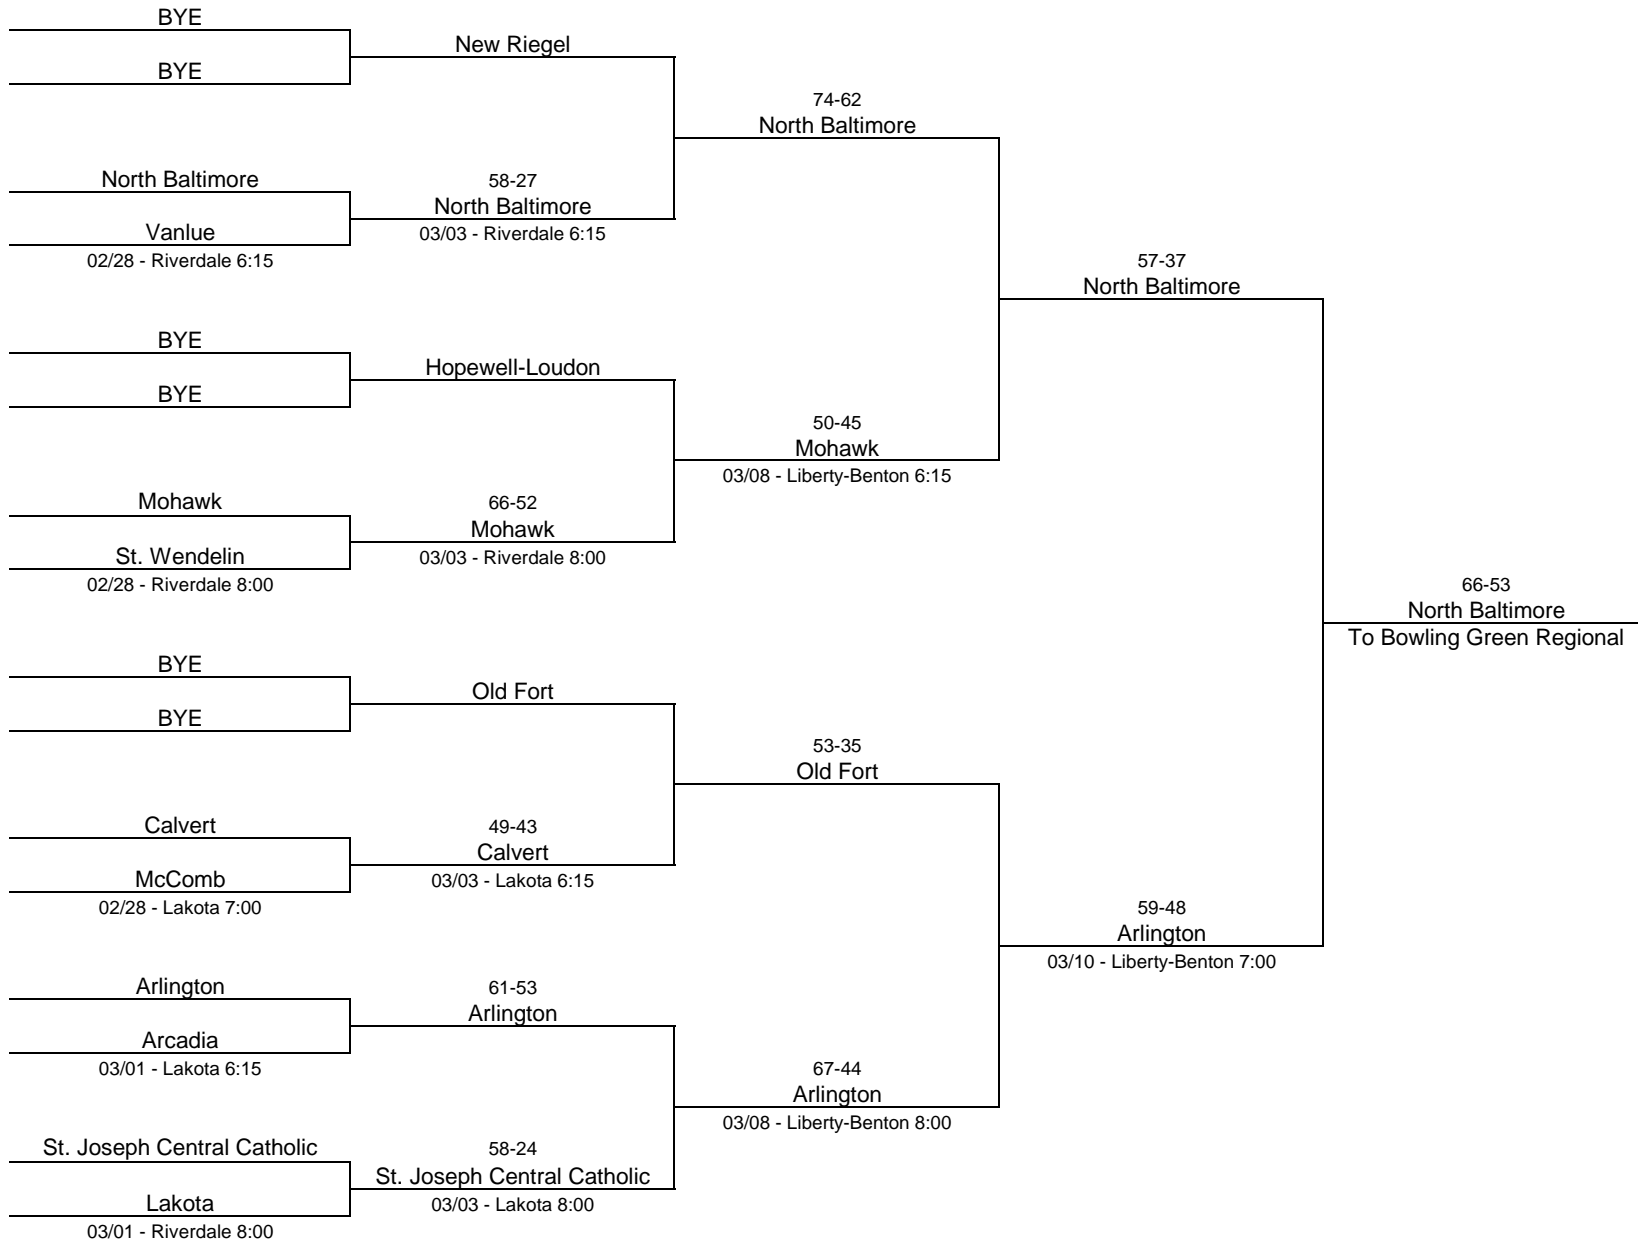 BYE
New Riegel
BYE
74-62
North Baltimore
North Baltimore
58-27
North Baltimore
Vanlue
03/03 - Riverdale 6:15
02/28 - Riverdale 6:15
57-37
North Baltimore
BYE
Hopewell-Loudon
BYE
50-45
Mohawk
03/08 - Liberty-Benton 6:15
Mohawk
66-52
Mohawk
St. Wendelin
03/03 - Riverdale 8:00
02/28 - Riverdale 8:00
66-53
North Baltimore
To Bowling Green Regional
BYE
Old Fort
BYE
53-35
Old Fort
Calvert
49-43
Calvert
McComb
03/03 - Lakota 6:15
02/28 - Lakota 7:00
59-48
Arlington
03/10 - Liberty-Benton 7:00
Arlington
61-53
Arlington
Arcadia
03/01 - Lakota 6:15
67-44
Arlington
03/08 - Liberty-Benton 8:00
St. Joseph Central Catholic
58-24
St. Joseph Central Catholic
Lakota
03/03 - Lakota 8:00
03/01 - Riverdale 8:00